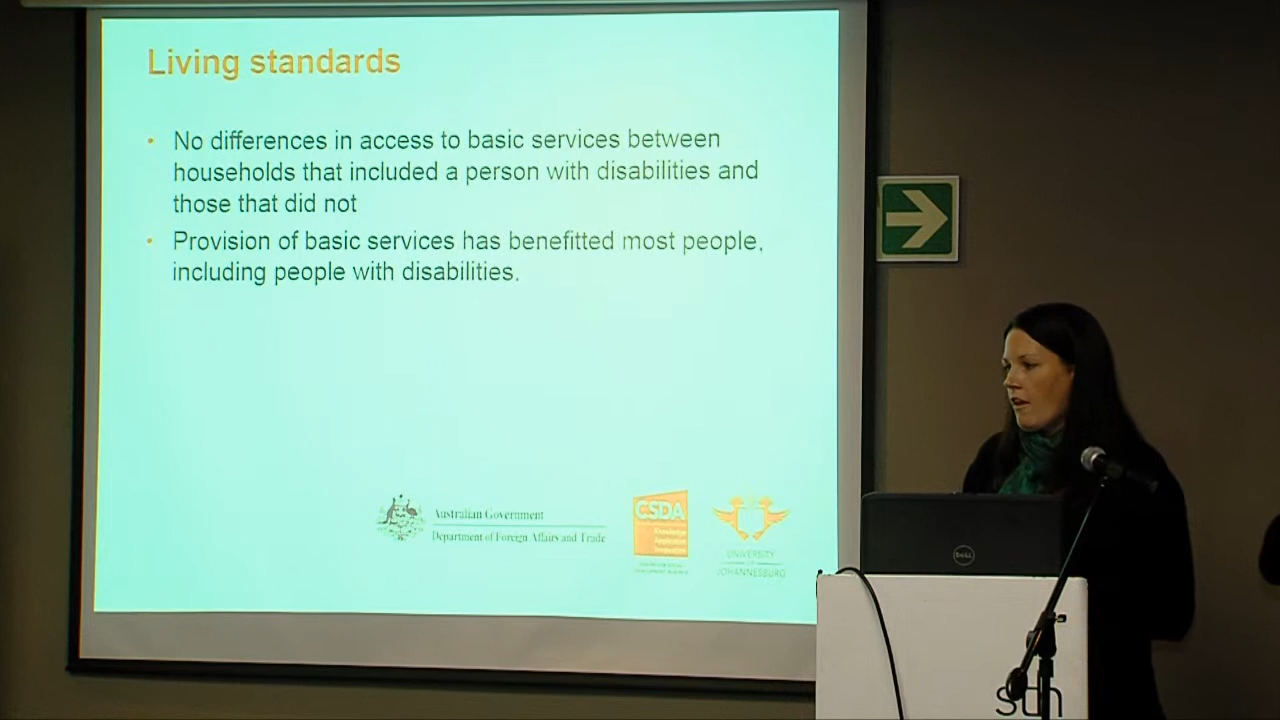 Living standards
• No differences in access to basic services between
households that included a person with disabilities and
those that did not
• Provision of basic services has benefitted most people,
including people with disabilities.
Australian Government
Department of Foreign Affairs and Trade
CSDA
UNIVERSITY
OF
JOHANNESBURG
DELL
sth